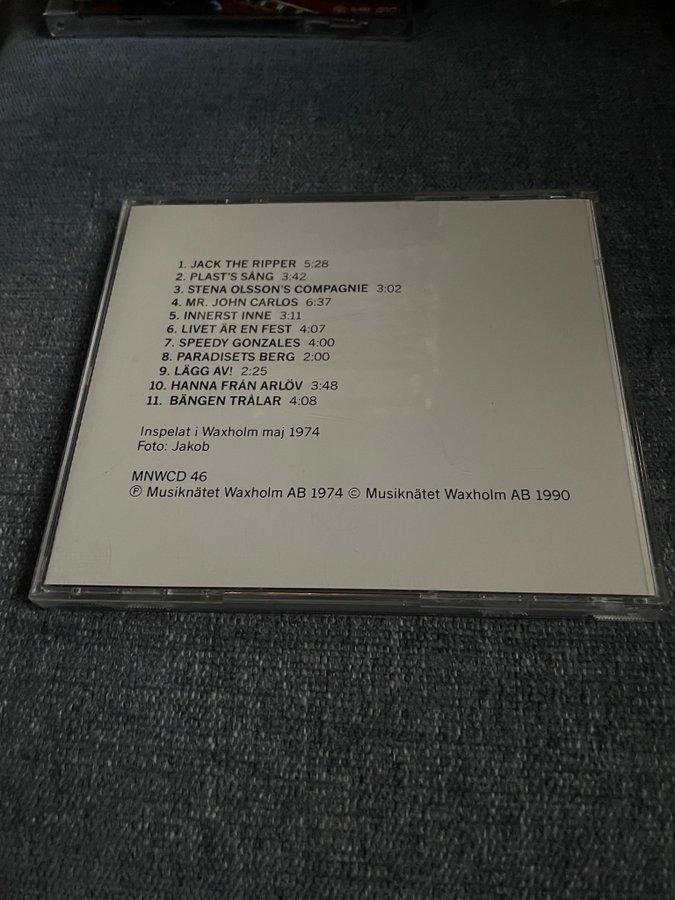 1. JACK THE RIPPER 5:28
2. PLAST'S SÅNG 3:42
3. STENA OLSSON'S COMPAGNIE 3:02
4. MR. JOHN CARLOS 6:37
5. INNERST INNE 3:11
6. LIVET ÄR EN FEST 4:07
7. SPEEDY GONZALES 4:00
8. PARADISETS BERG 2:00
9. LÄGG AV! 2:25
10. HANNA FRÅN ARLÖV 3:48
11. BÄNGEN TRÅLAR 4:08
Inspelat i Waxholm maj 1974
Foto: Jakob
MNWCD 46
℗ Musiknätet Waxholm AB 1974 © Musiknätet Waxholm AB 1990